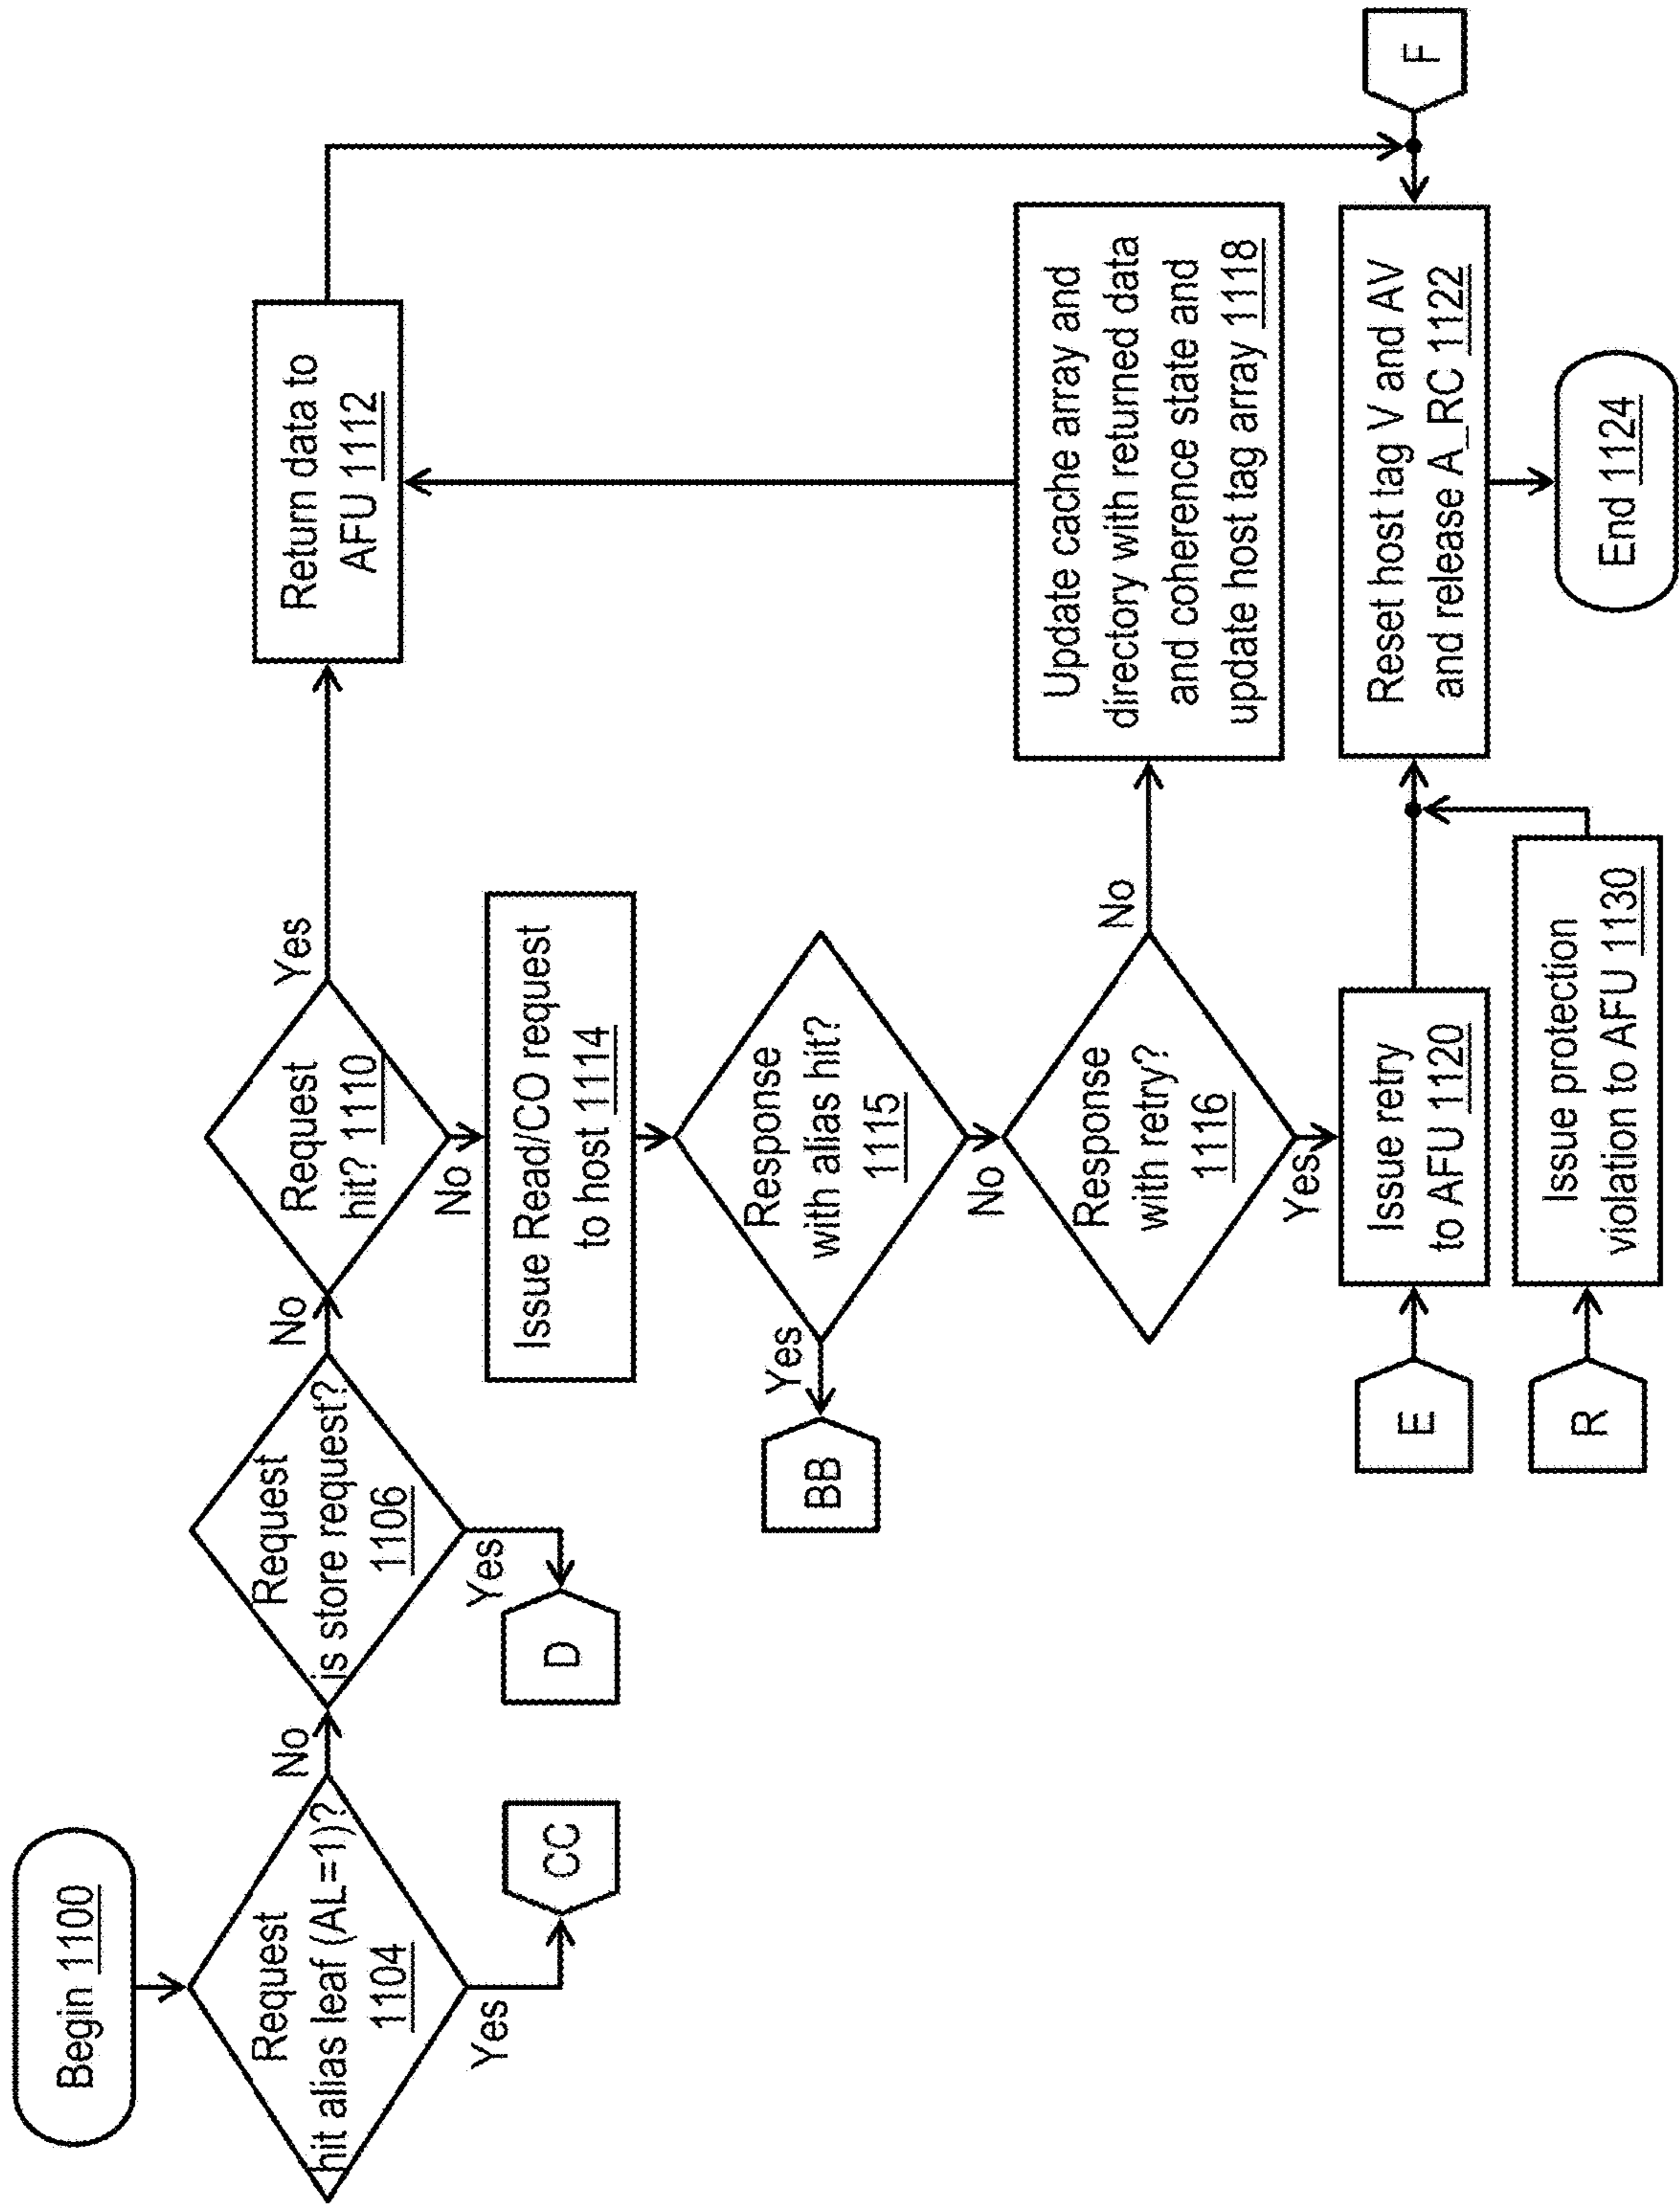 Begin 1100
Request
hit alias leaf (AL=1)?
1104
No
Yes
CC
Request
is store request?
1106
No
Yes
D
Request
hit? 1110
Yes
No
Return data to
AFU 1112
Issue Read/CO request
to host 1114
Response
with alias hit?
1115
Yes
BB
No
Response
with retry?
1116
No
Yes
Update cache array and
directory with returned data
and coherence state and
update host tag array 1118
E
Issue retry
to AFU 1120
R
Issue protection
violation to AFU 1130
Reset host tag V and AV
and release A_RC 1122
F
End 1124